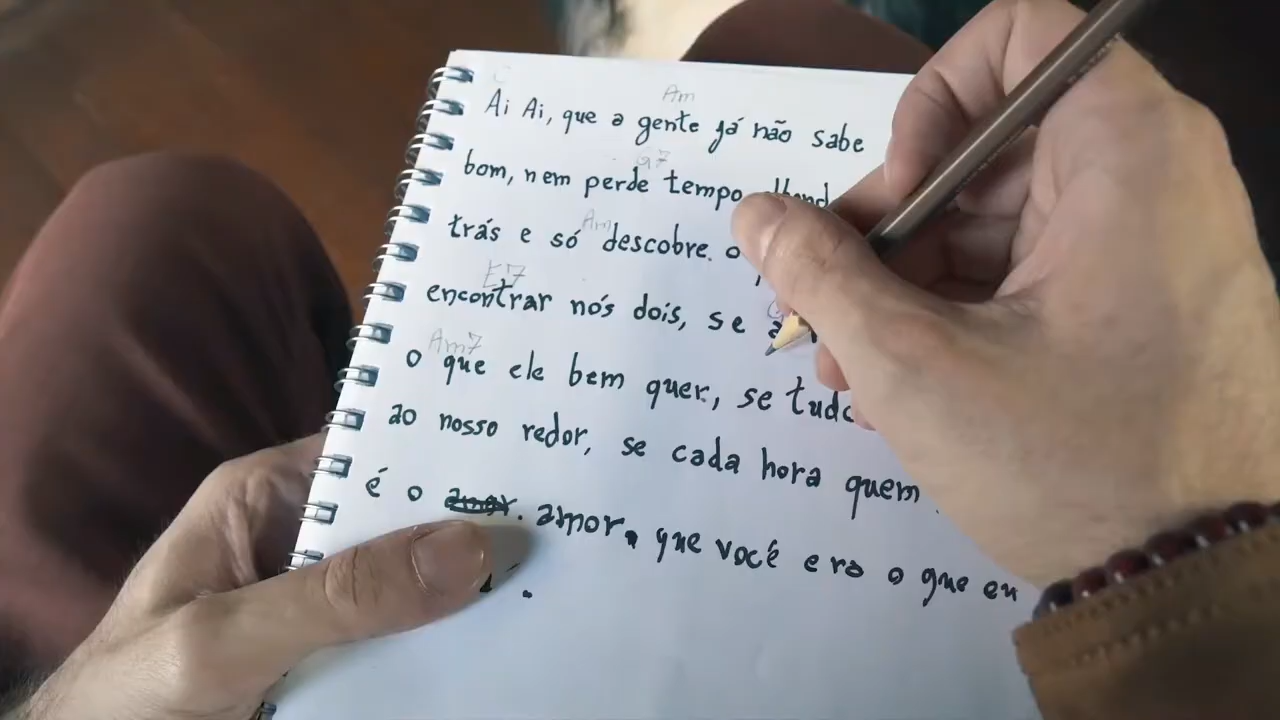 C Am
Ai Ai, que a gente já não sabe
G7
bom, nem perde tempo
Am
trás e só descobre o
E7
encontrar nós dois, se
Am7
o que ele bem quer, se tudo
ao nosso redor, se cada hora quem
é o amor. amor, que você era o que eu